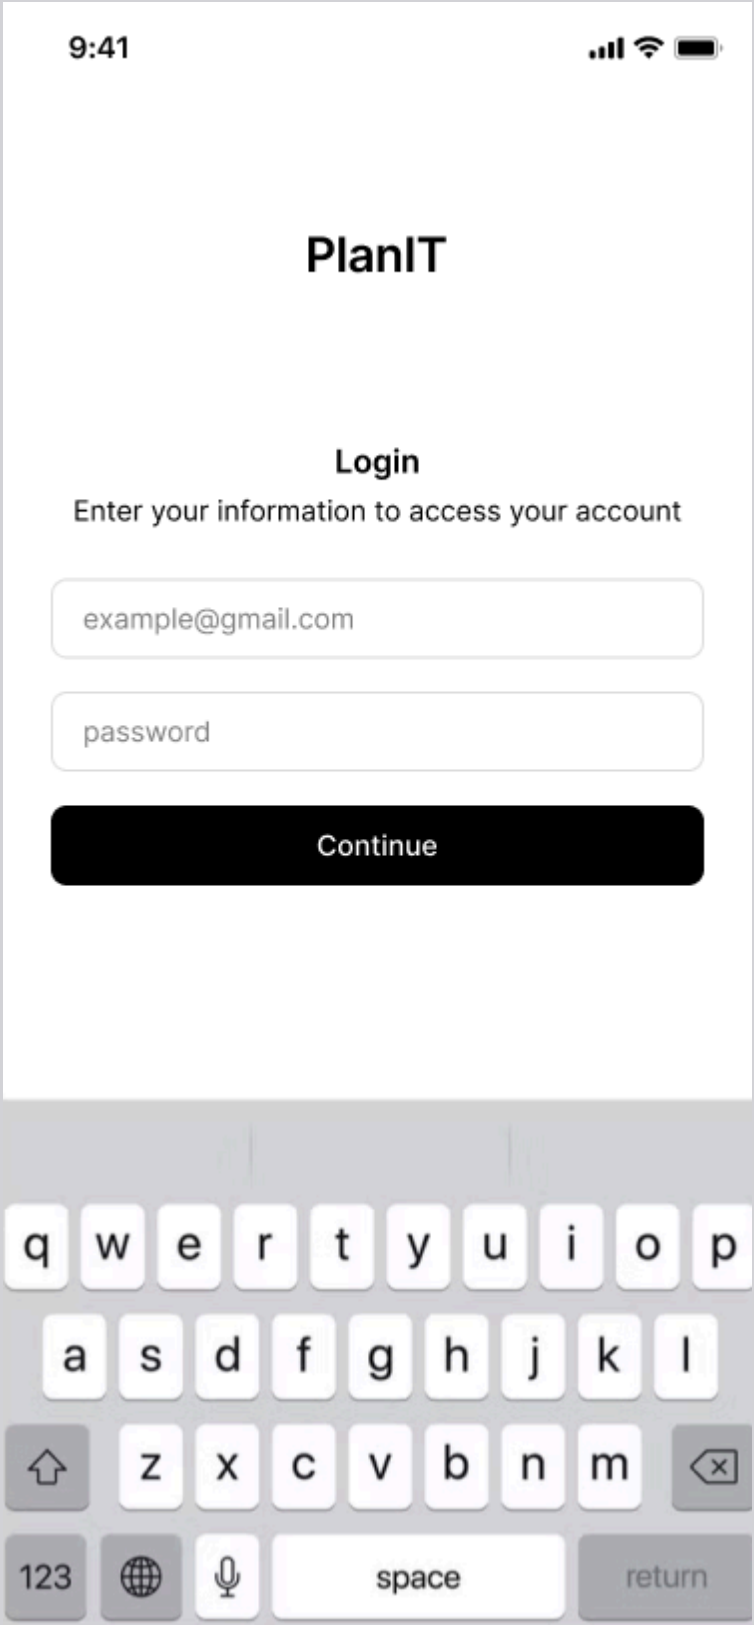 9:41
PlanIT
Login
Enter your information to access your account
example@gmail.com
password
Continue
q w e r t y u i o p
a s d f g h j k l
z x c v b n m
123 space return